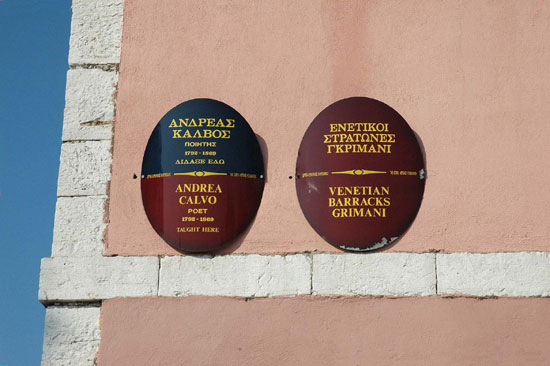 ΑΝΔΡΕΑΣ
ΚΑΛΒΟΣ
ΠΟΙΗΤΗΣ
1792 - 1869
ΔΙΔΑΞΕ ΕΔΩ
ANDREA
CALVO
POET
1792 - 1869
TAUGHT HERE
ΕΝΕΤΙΚΟΙ
ΣΤΡΑΤΩΝΕΣ
ΓΚΡΙΜΑΝΙ
VENETIAN
BARRACKS
GRIMANI